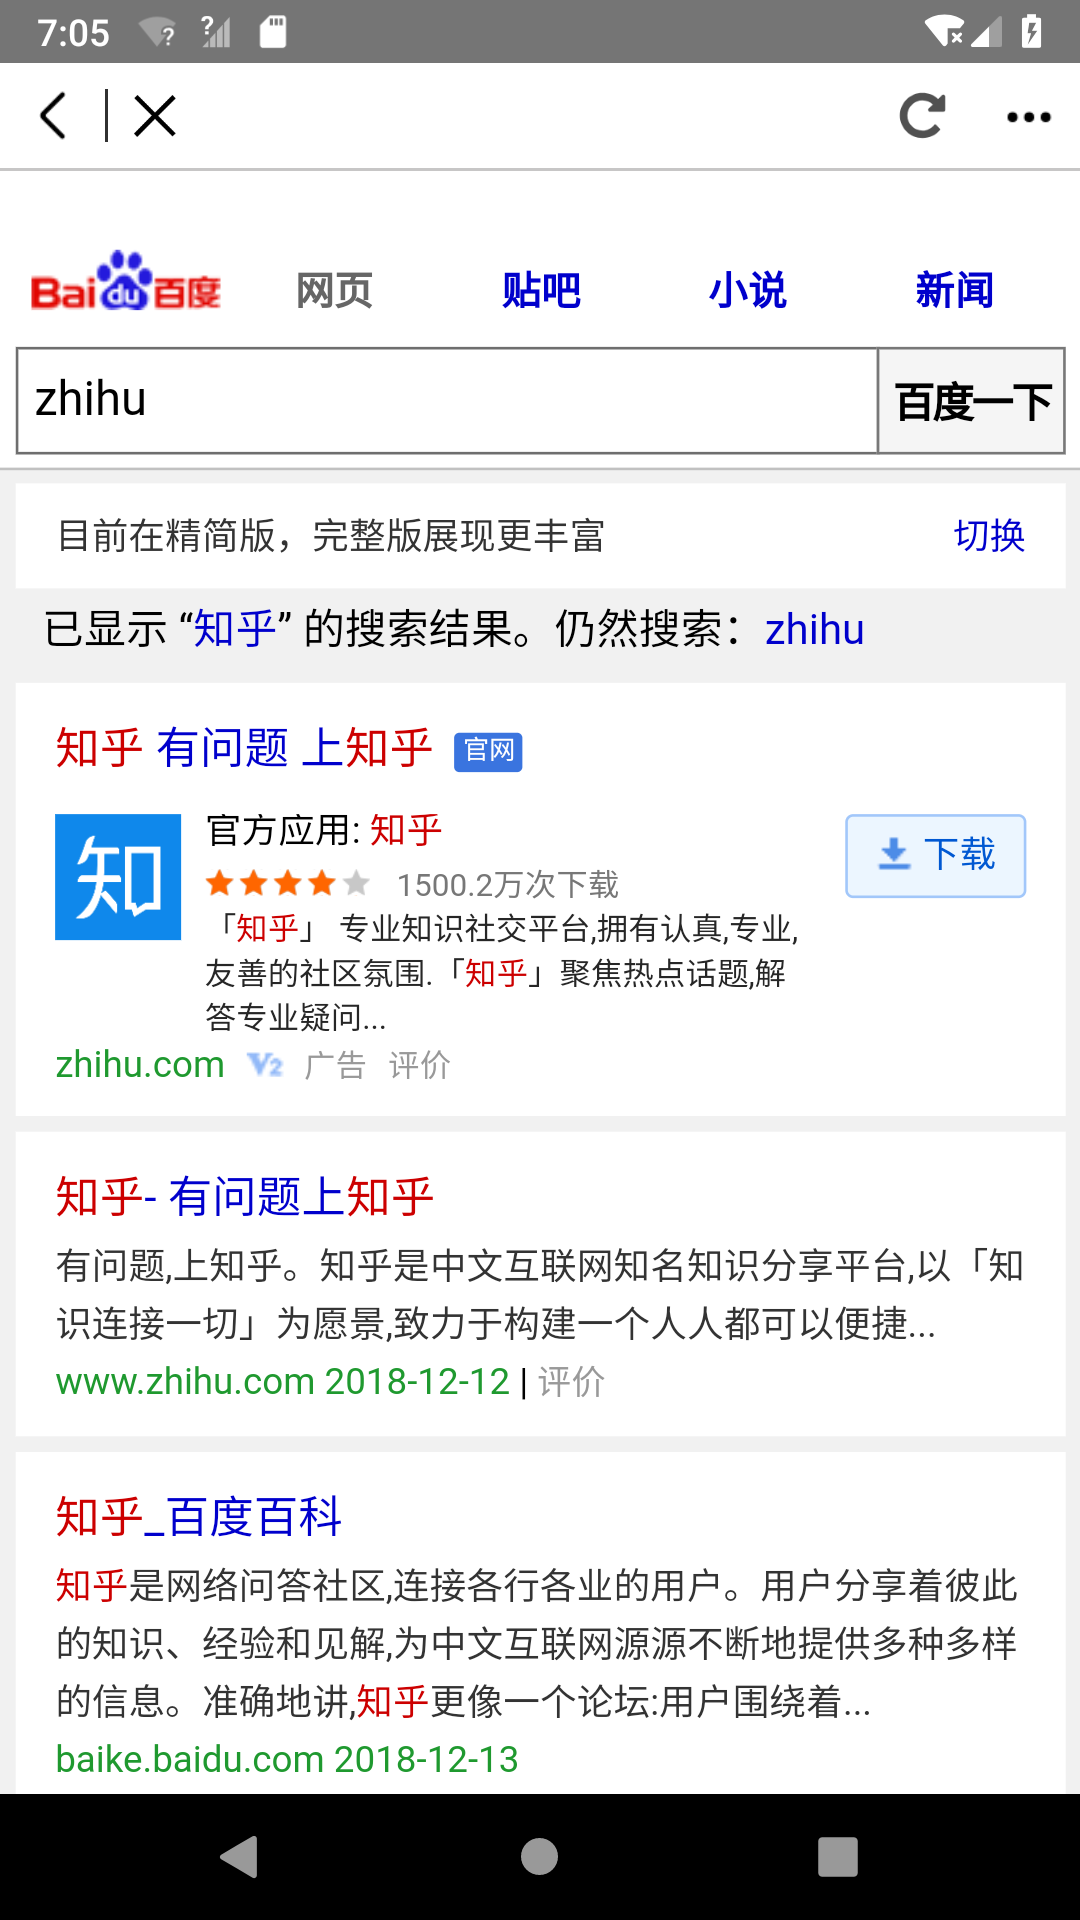 7:05
Bai du 百度 网页 贴吧 小说 新闻
zhihu 百度一下
目前在精简版，完整版展现更丰富 切换
已显示 “知乎” 的搜索结果。仍然搜索：zhihu
知乎 有问题 上知乎 官网
知
官方应用: 知乎
下载
1500.2万次下载
「知乎」 专业知识社交平台,拥有认真,专业,
友善的社区氛围.「知乎」聚焦热点话题,解
答专业疑问...
zhihu.com V2 广告 评价
知乎- 有问题上知乎
有问题,上知乎。知乎是中文互联网知名知识分享平台,以「知
识连接一切」为愿景,致力于构建一个人人都可以便捷...
www.zhihu.com 2018-12-12 | 评价
知乎_百度百科
知乎是网络问答社区,连接各行各业的用户。用户分享着彼此
的知识、经验和见解,为中文互联网源源不断地提供多种多样
的信息。准确地讲,知乎更像一个论坛:用户围绕着...
baike.baidu.com 2018-12-13